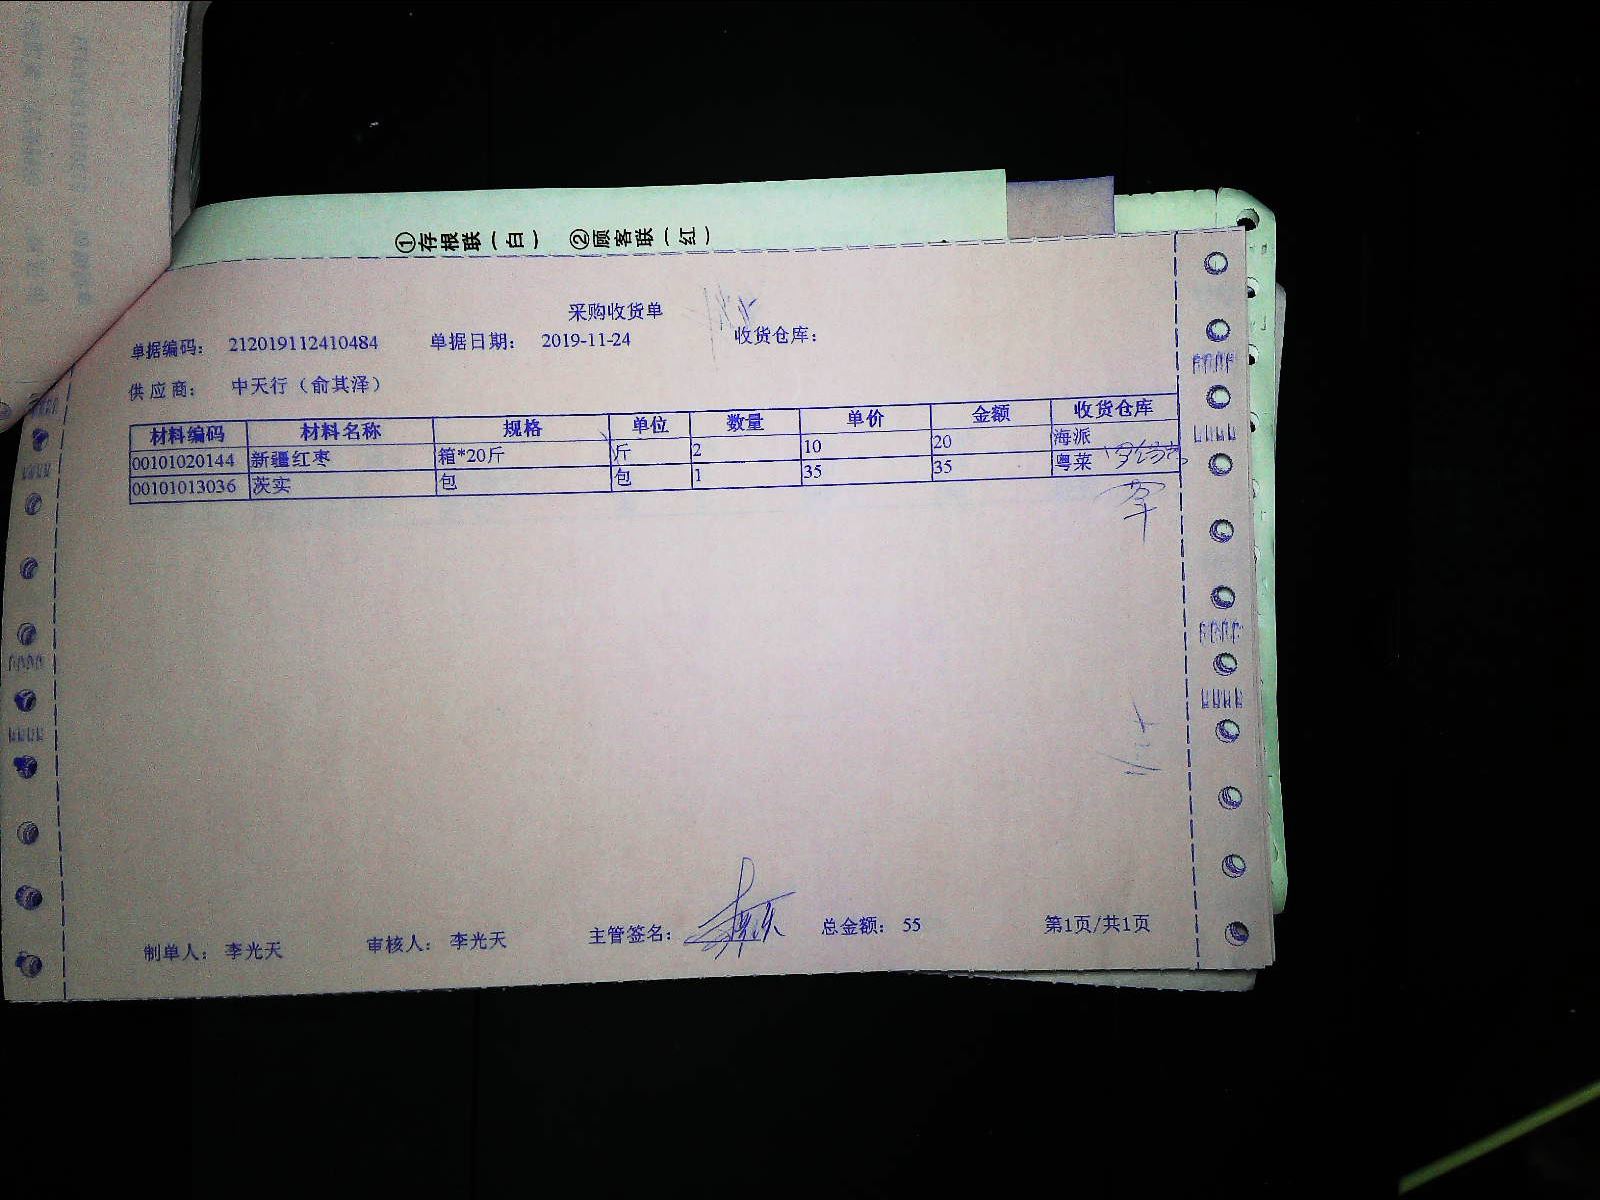 ①存根联（白） ②顾客联（红）
采购收货单
单据编码： 212019112410484 单据日期： 2019-11-24 收货仓库：
供应商： 中天行（俞其泽）
材料编码 材料名称 规格 单位 数量 单价 金额 收货仓库
00101020144 新疆红枣 箱*20斤 斤 2 10 20 海派
00101013036 茨实 包 包 1 35 35 粤菜
制单人： 李光天 审核人： 李光天 主管签名： 总金额： 55 第1页/共1页